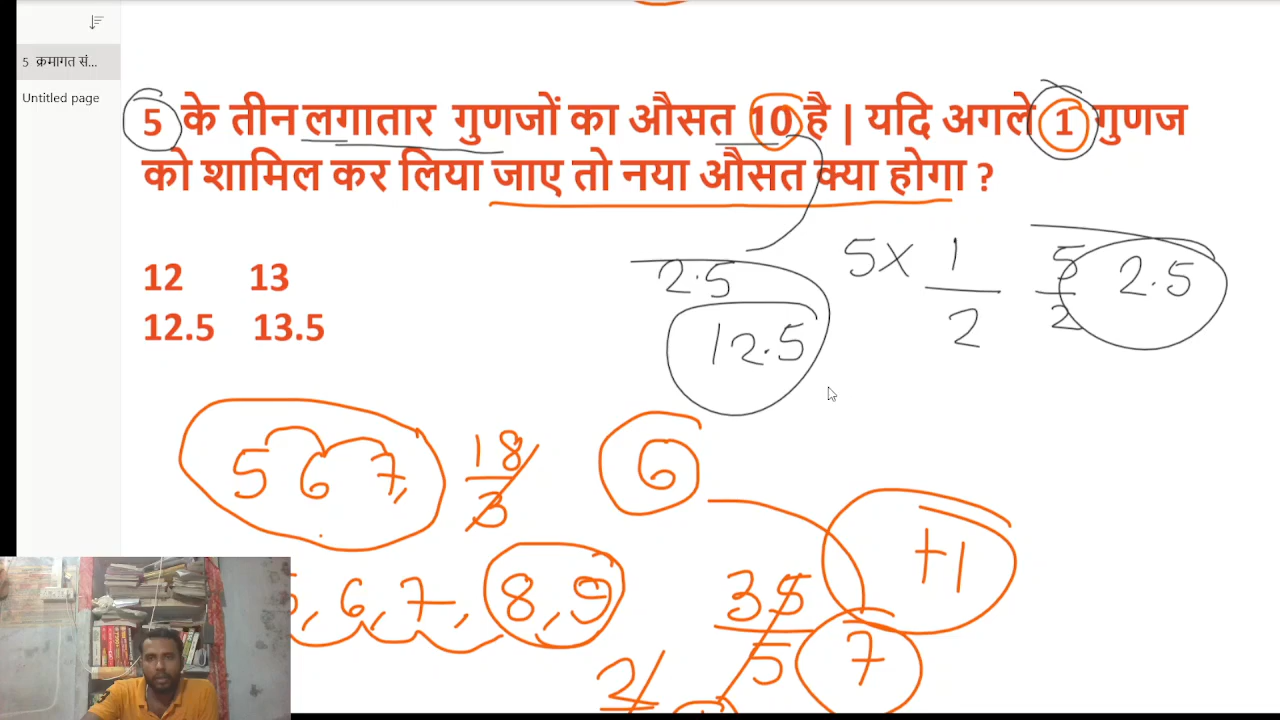 5 क्रमागत सं...
Untitled page
5 के तीन लगातार गुणजों का औसत 10 है | यदि अगले 1 गुणज
को शामिल कर लिया जाए तो नया औसत क्या होगा ?
12 13
12.5 13.5
2.5
12.5
5 × 1/2
5/2
2.5
5 6 7,
18/3
6
+1
6, 7, 8, 9
35/5
7